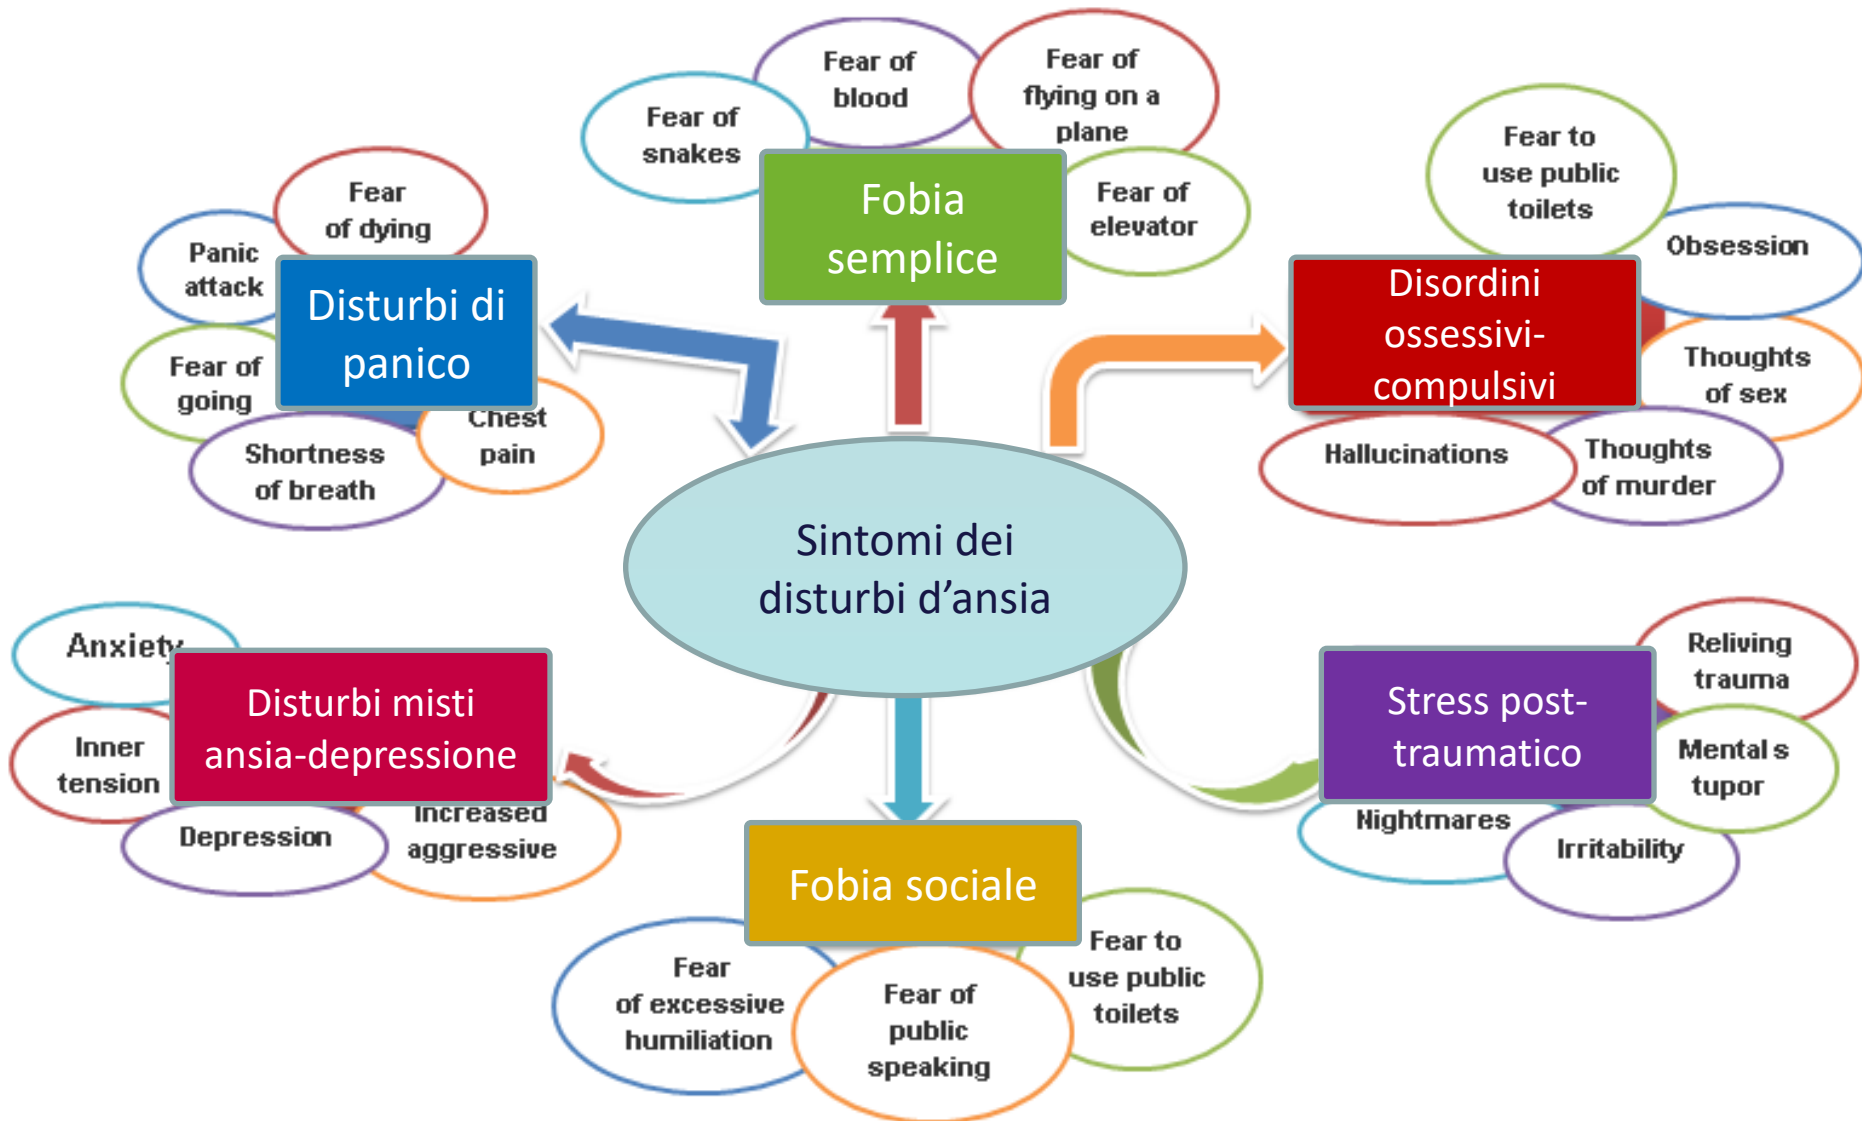 Fear of
blood
Fear of
flying on a
plane
Fear of
snakes
Fobia
semplice
Fear of
elevator
Fear to
use public
toilets
Obsession
Disordini
ossessivi-
compulsivi
Thoughts
of sex
Thoughts
of murder
Hallucinations
Fear
of dying
Panic
attack
Disturbi di
panico
Fear of
going
Chest
pain
Shortness
of breath
Sintomi dei
disturbi d’ansia
Anxiety
Disturbi misti
ansia-depressione
Inner
tension
Depression
Increased
aggressive
Reliving
trauma
Stress post-
traumatico
Mental s
tupor
Nightmares
Irritability
Fobia sociale
Fear
of excessive
humiliation
Fear of
public
speaking
Fear to
use public
toilets